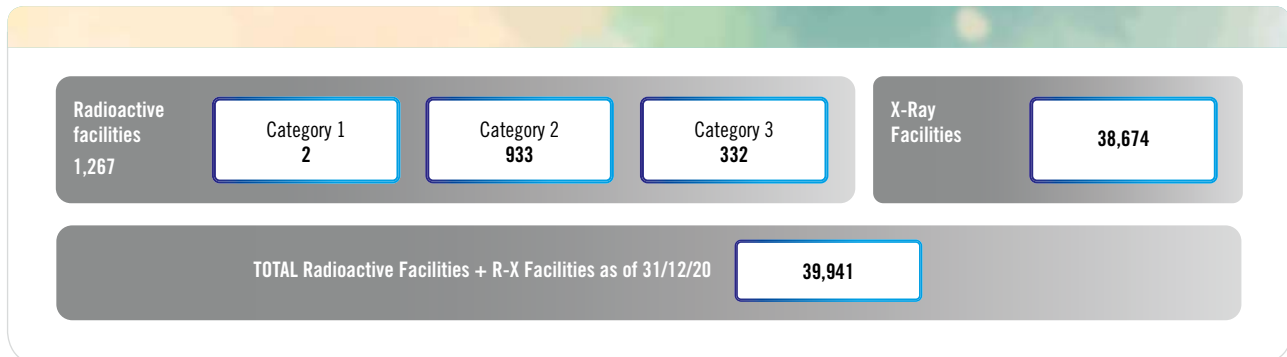 Radioactive
facilities
1,267
Category 1
2
Category 2
933
Category 3
332
X-Ray
Facilities
38,674
TOTAL Radioactive Facilities + R-X Facilities as of 31/12/20
39,941